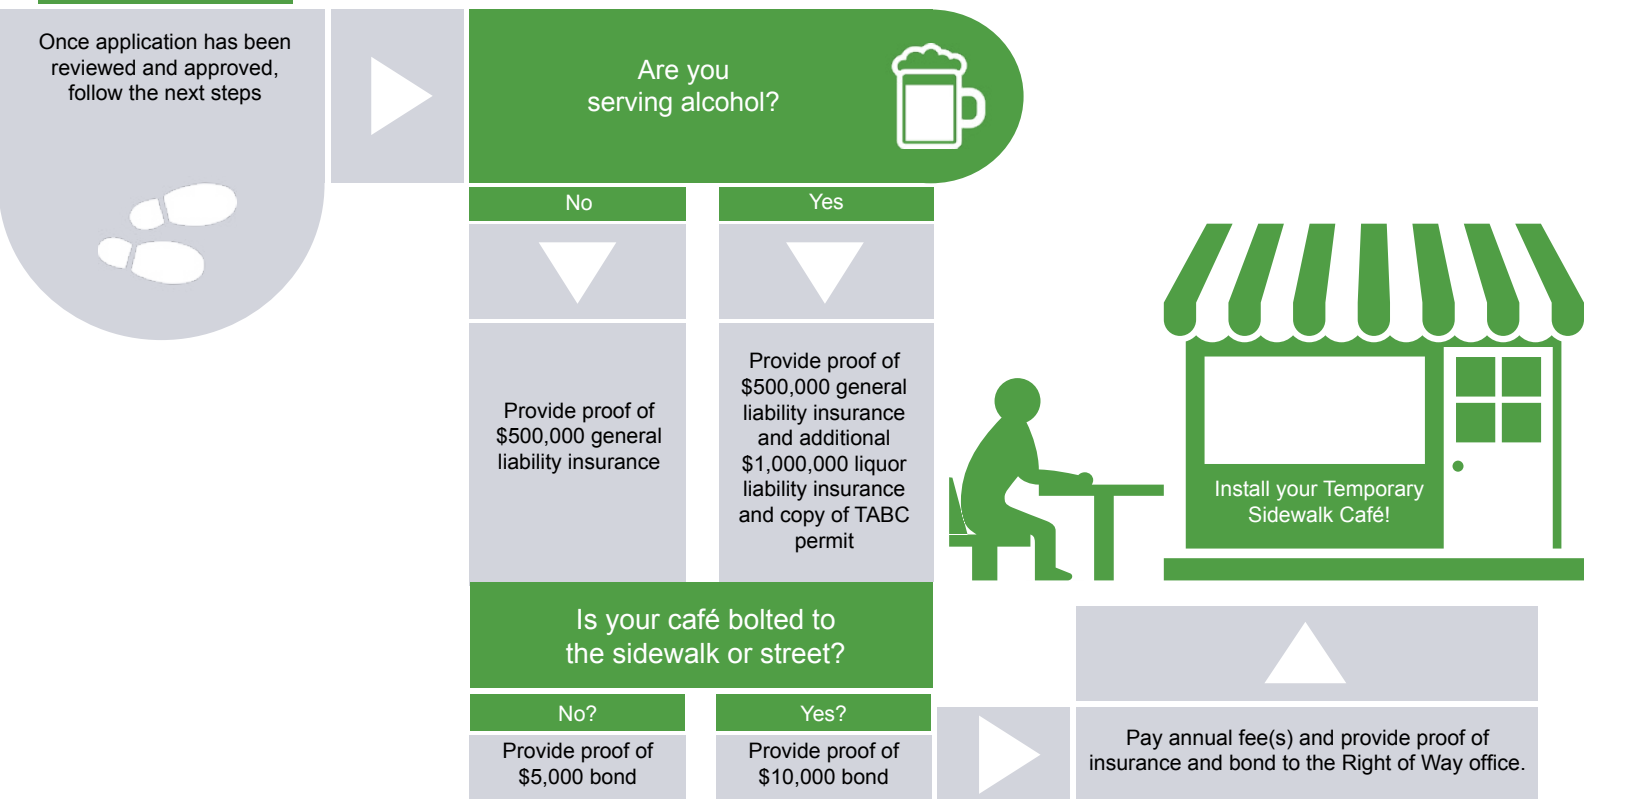 Once application has been
reviewed and approved,
follow the next steps
Are you
serving alcohol?
No
Yes
Provide proof of
$500,000 general
liability insurance
Provide proof of
$500,000 general
liability insurance
and additional
$1,000,000 liquor
liability insurance
and copy of TABC
permit
Is your café bolted to
the sidewalk or street?
No?
Yes?
Provide proof of
$5,000 bond
Provide proof of
$10,000 bond
Pay annual fee(s) and provide proof of
insurance and bond to the Right of Way office.
Install your Temporary
Sidewalk Café!